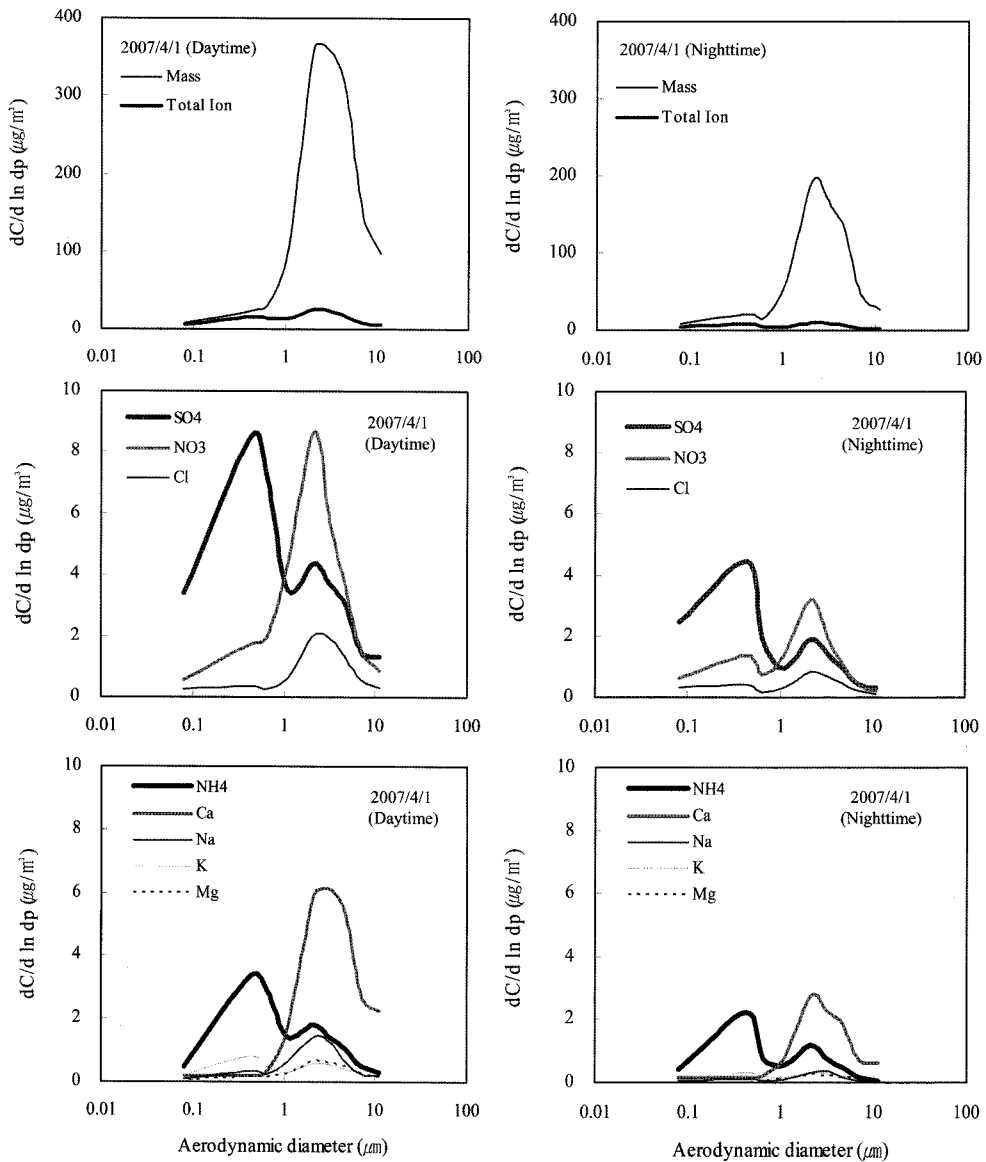 400
300
200
100
0
dC/d ln dp (㎍/㎥)
2007/4/1 (Daytime)
Mass
Total Ion
0.01 0.1 1 10 100
400
300
200
100
0
dC/d ln dp (㎍/㎥)
2007/4/1 (Nighttime)
Mass
Total Ion
0.01 0.1 1 10 100
10
8
6
4
2
0
dC/d ln dp (㎍/㎥)
SO4
NO3
Cl
2007/4/1
(Daytime)
0.01 0.1 1 10 100
10
8
6
4
2
0
dC/d ln dp (㎍/㎥)
SO4
NO3
Cl
2007/4/1
(Nighttime)
0.01 0.1 1 10 100
10
8
6
4
2
0
dC/d ln dp (㎍/㎥)
NH4
Ca
Na
K
Mg
2007/4/1
(Daytime)
0.01 0.1 1 10 100
Aerodynamic diameter (㎛)
10
8
6
4
2
0
dC/d ln dp (㎍/㎥)
NH4
Ca
Na
K
Mg
2007/4/1
(Nighttime)
0.01 0.1 1 10 100
Aerodynamic diameter (㎛)